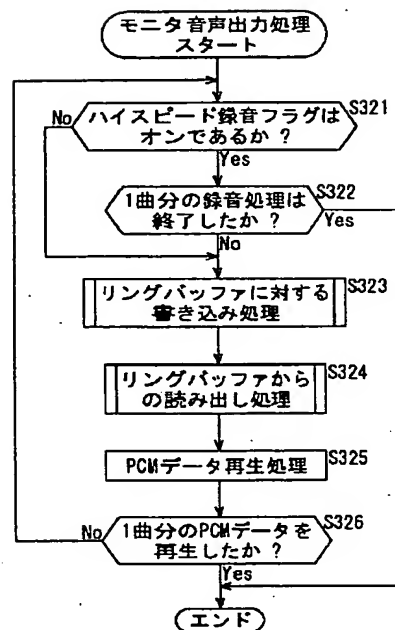 モニタ音声出力処理
スタート
ハイスピード録音フラグは
オンであるか ?
S321
No
Yes
1曲分の録音処理は
終了したか ?
S322
Yes
No
リングバッファに対する
書き込み処理
S323
リングバッファから
の読み出し処理
S324
PCMデータ再生処理
S325
1曲分のPCMデータを
再生したか ?
S326
No
Yes
エンド